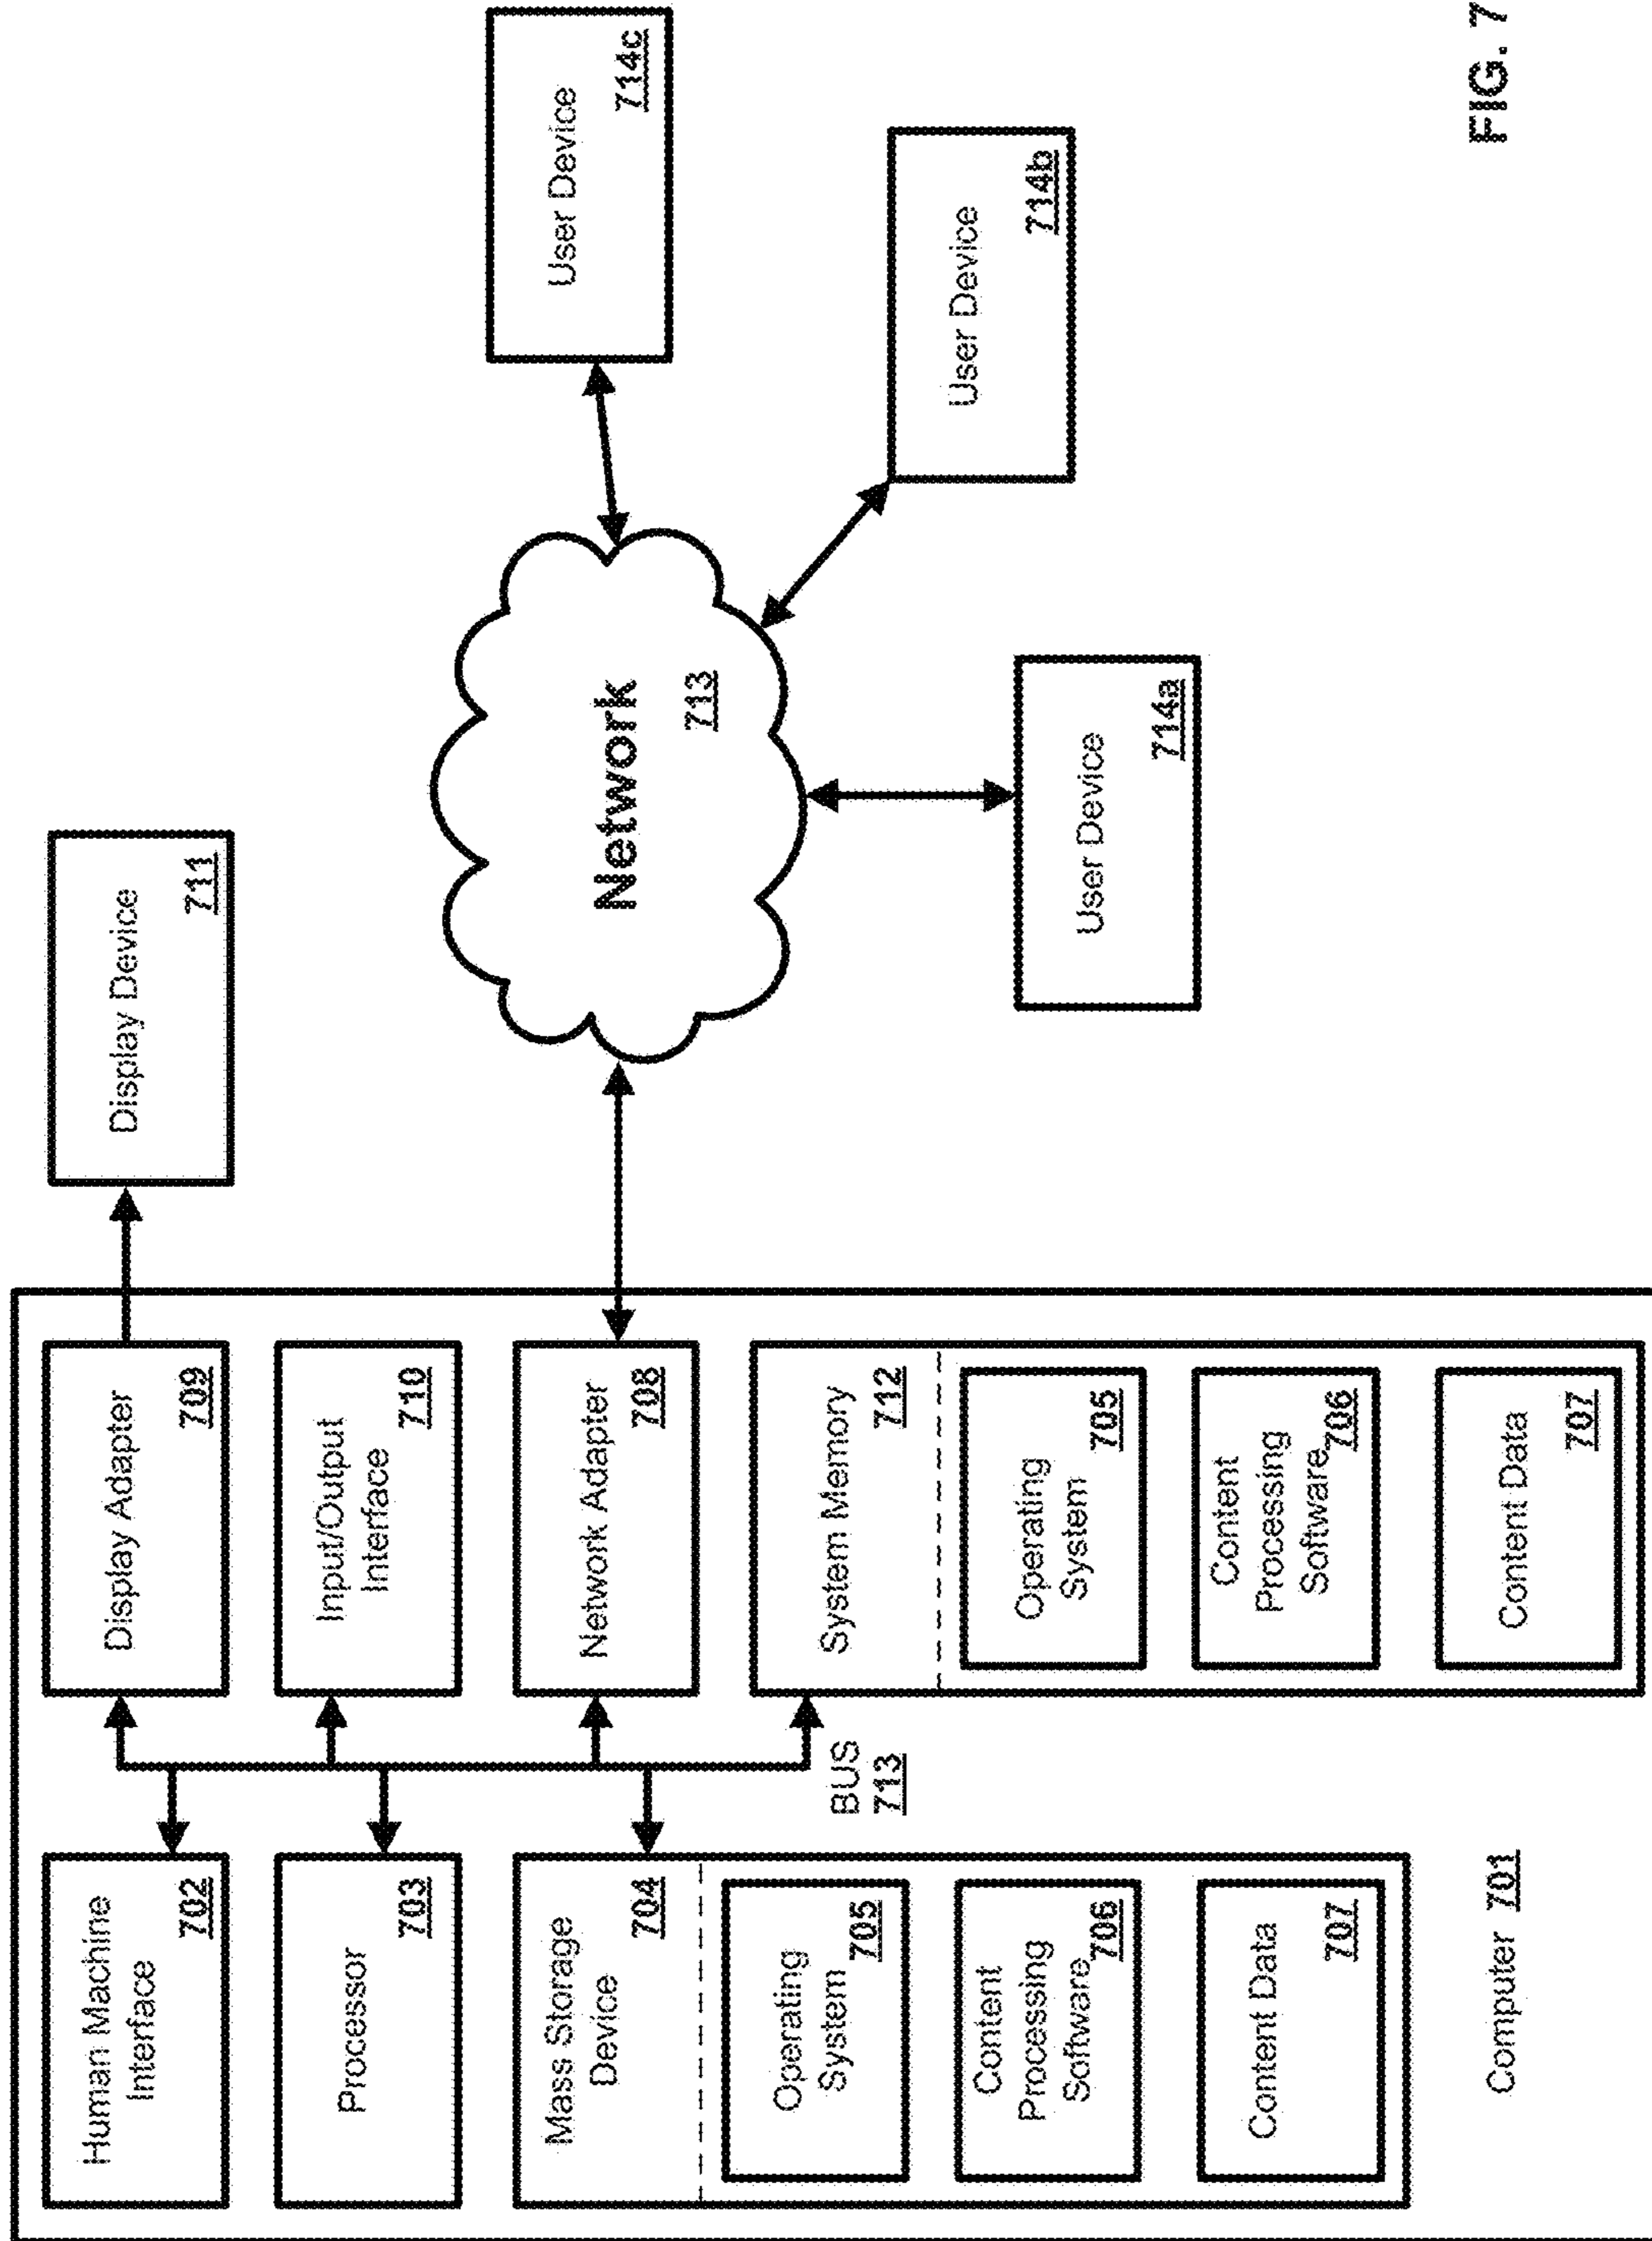 Human Machine
Interface
702
Processor
703
Mass Storage
Device
704
Operating
System
705
Content
Processing
Software
706
Content Data
707
Computer 701
BUS
713
Display Adapter
709
Input/Output
Interface
710
Network Adapter
708
System Memory
712
Operating
System
705
Content
Processing
Software
706
Content Data
707
Display Device
711
Network
713
User Device
714a
User Device
714b
User Device
714c
FIG. 7